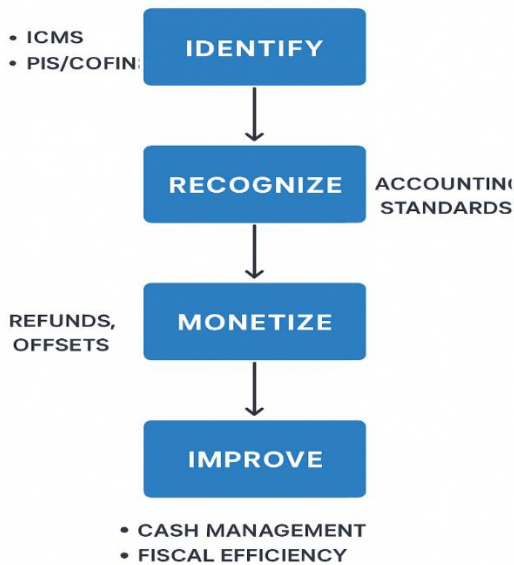 • ICMS
• PIS/COFIN
IDENTIFY
RECOGNIZE
ACCOUNTIN
STANDARDS
MONETIZE
REFUNDS,
OFFSETS
IMPROVE
• CASH MANAGEMENT
• FISCAL EFFICIENCY